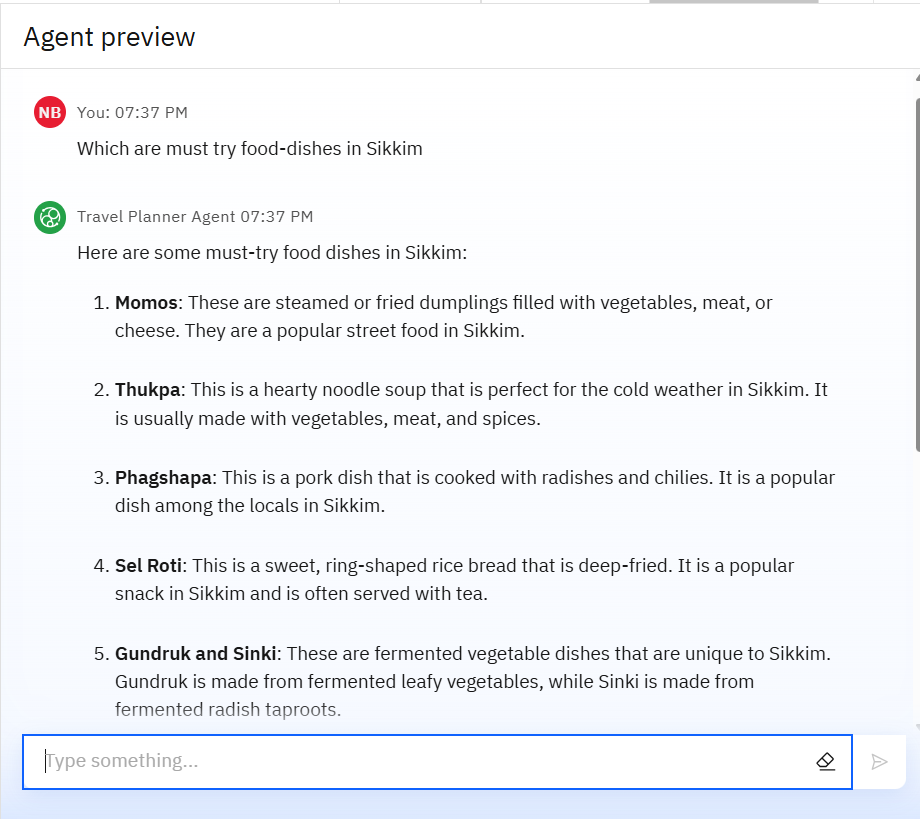 Agent preview
NB You: 07:37 PM
Which are must try food-dishes in Sikkim
Travel Planner Agent 07:37 PM
Here are some must-try food dishes in Sikkim:
1. Momos: These are steamed or fried dumplings filled with vegetables, meat, or
cheese. They are a popular street food in Sikkim.
2. Thukpa: This is a hearty noodle soup that is perfect for the cold weather in Sikkim. It
is usually made with vegetables, meat, and spices.
3. Phagshapa: This is a pork dish that is cooked with radishes and chilies. It is a popular
dish among the locals in Sikkim.
4. Sel Roti: This is a sweet, ring-shaped rice bread that is deep-fried. It is a popular
snack in Sikkim and is often served with tea.
5. Gundruk and Sinki: These are fermented vegetable dishes that are unique to Sikkim.
Gundruk is made from fermented leafy vegetables, while Sinki is made from
fermented radish taproots.
Type something...